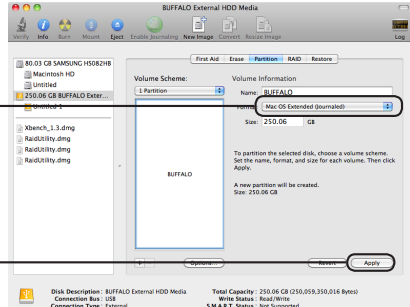 BUFFALO External HDD Media
Verify Info Burn Mount Eject Enable Journaling New Image Convert Resize Image Log
First Aid Erase Partition RAID Restore
80.03 GB SAMSUNG HS082HB
Macintosh HD
Untitled
250.06 GB BUFFALO Exter...
Untitled 1
Xbench_1.3.dmg
RaidUtility.dmg
RaidUtility.dmg
RaidUtility.dmg
Volume Scheme:
1 Partition
BUFFALO
Options...
Volume Information
Name: BUFFALO
Format: Mac OS Extended (Journaled)
Size: 250.06 GB
To partition the selected disk, choose a volume scheme.
Set the name, format, and size for each volume. Then click
Apply.
A new partition will be created.
Size: 250.06 GB
Revert Apply
Disk Description : BUFFALO External HDD Media Total Capacity : 250.06 GB (250,059,350,016 Bytes)
Connection Bus : USB Write Status : Read/Write
Connection Type : External S.M.A.R.T. Status : Not Supported